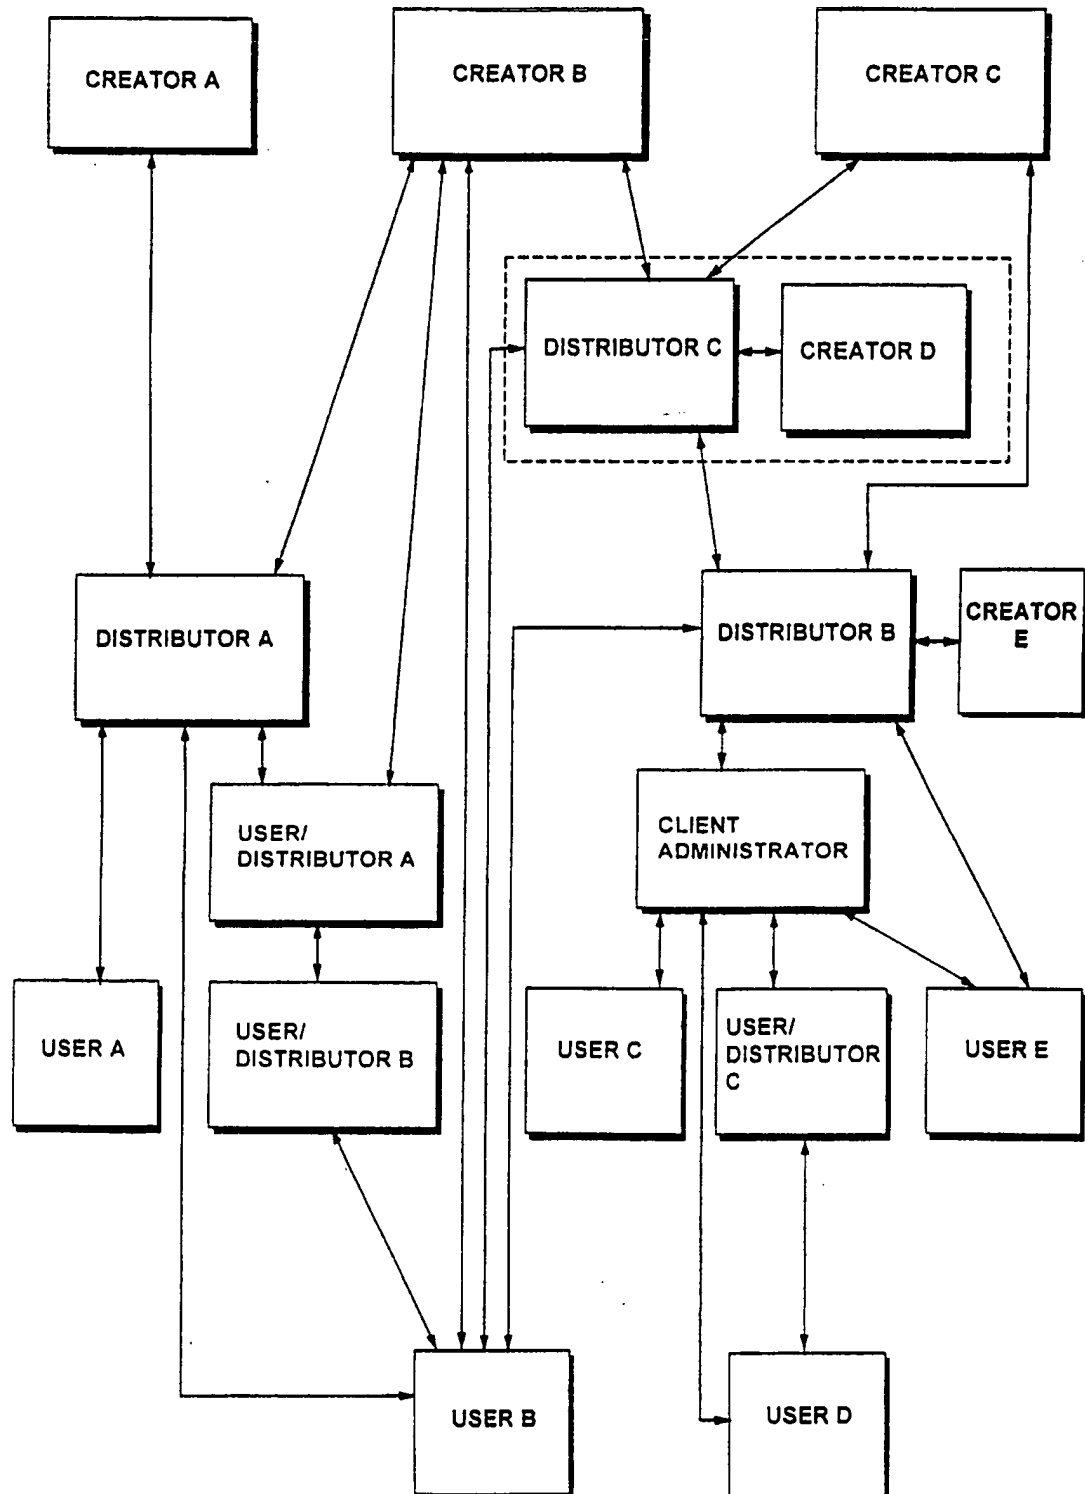 CREATOR A
CREATOR B
CREATOR C
DISTRIBUTOR C
CREATOR D
DISTRIBUTOR A
DISTRIBUTOR B
CREATOR
E
USER/
DISTRIBUTOR A
CLIENT
ADMINISTRATOR
USER A
USER/
DISTRIBUTOR B
USER C
USER/
DISTRIBUTOR
C
USER E
USER B
USER D